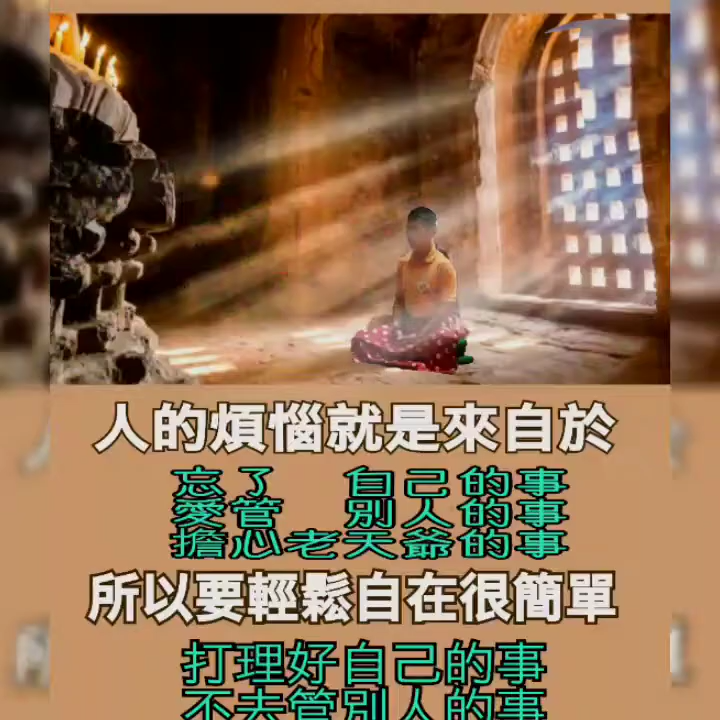 人的煩惱就是來自於
忘了 自己的事
愛管 別人的事
擔心老天爺的事
所以要輕鬆自在很簡單
打理好自己的事
不去管別人的事